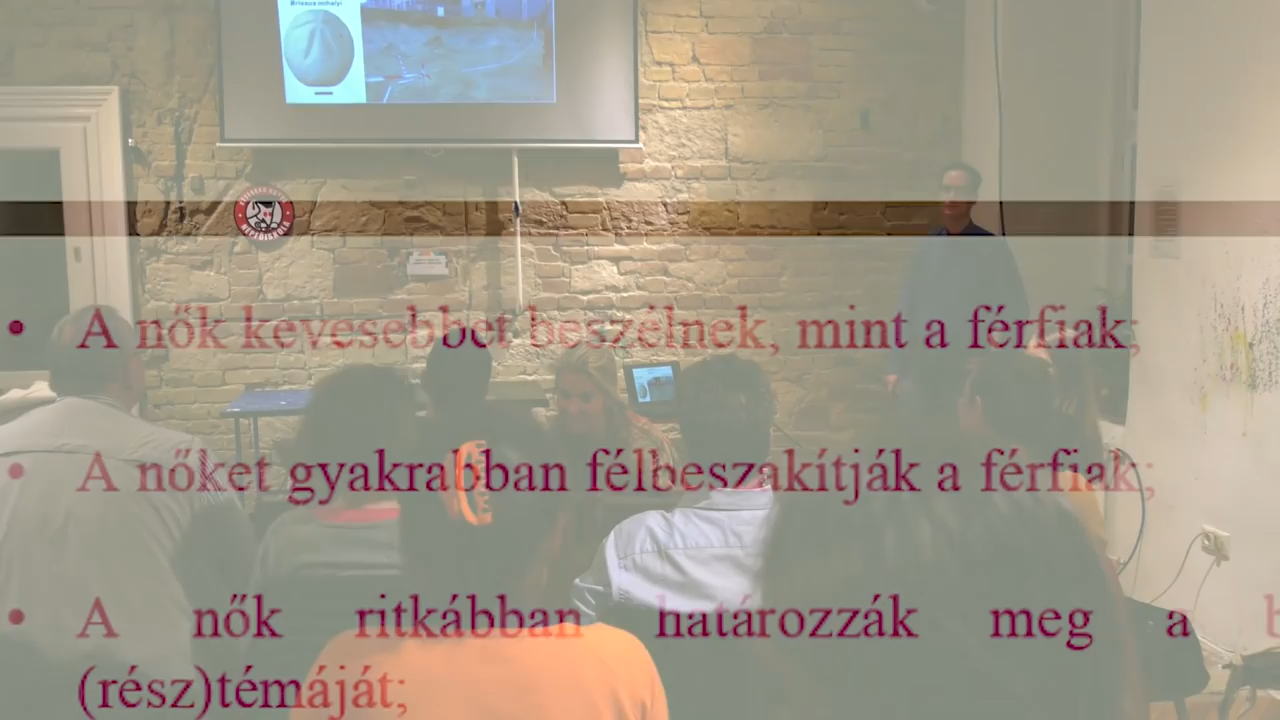 • A nők kevesebbet beszélnek, mint a férfiak;
• A nőket gyakrabban félbeszakítják a férfiak;
• A nők ritkábban határozzák meg a
(rész)témáját;